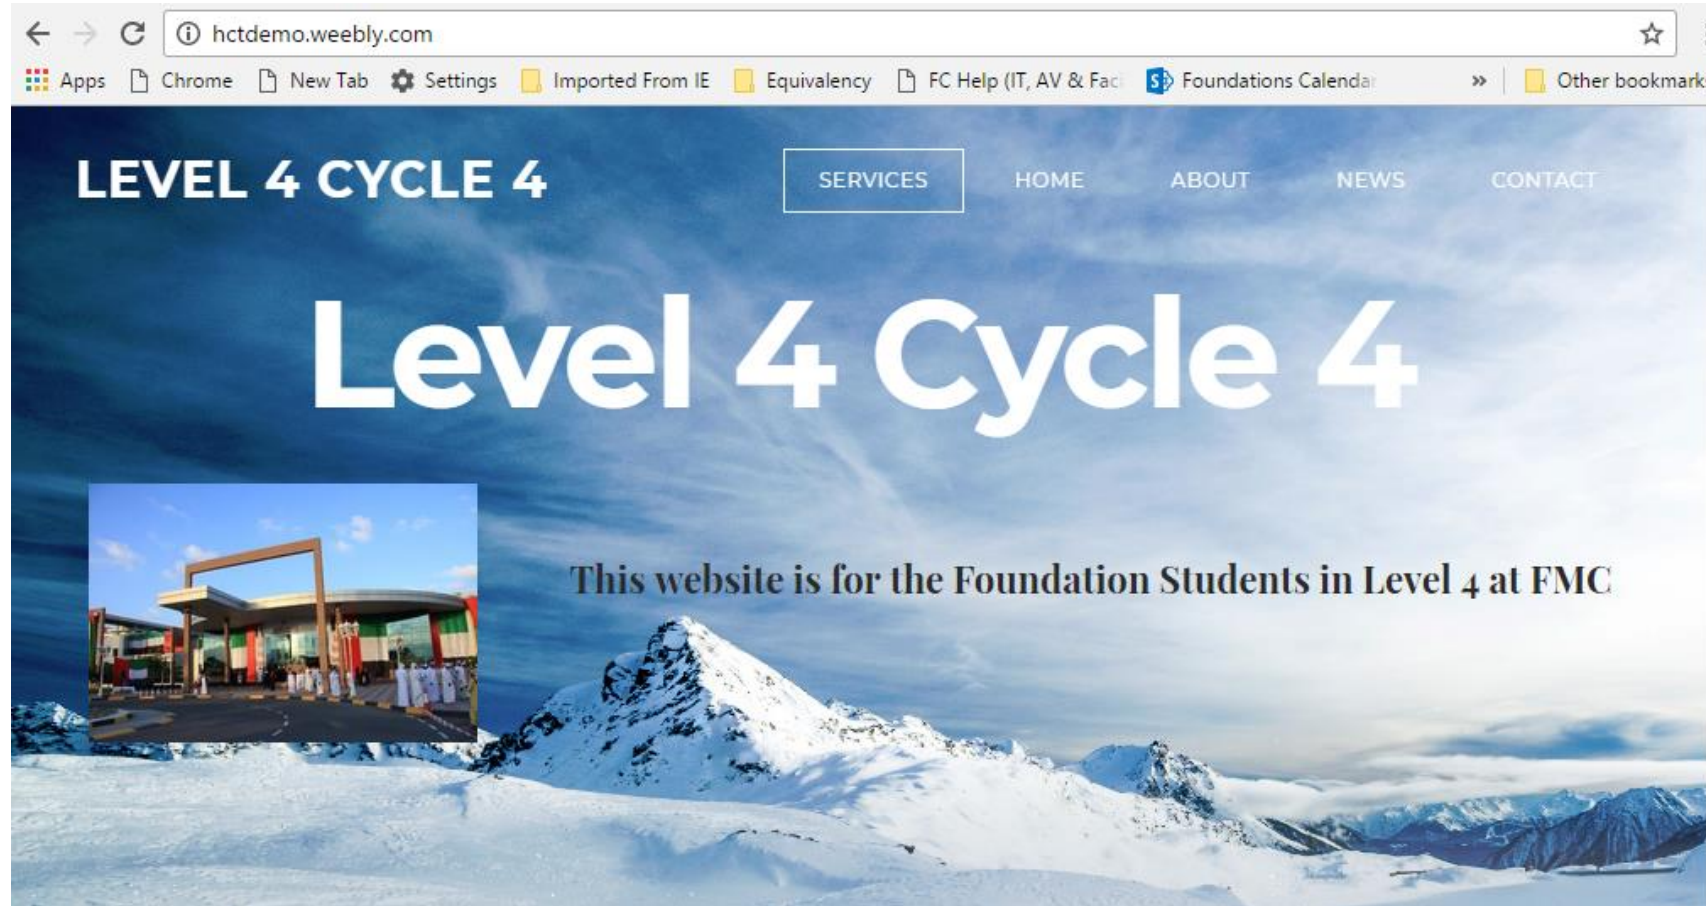 hctdemo.weebly.com
Apps Chrome New Tab Settings Imported From IE Equivalency FC Help (IT, AV & Faci Foundations Calendar » Other bookmark
LEVEL 4 CYCLE 4 SERVICES HOME ABOUT NEWS CONTACT
Level 4 Cycle 4
This website is for the Foundation Students in Level 4 at FMC